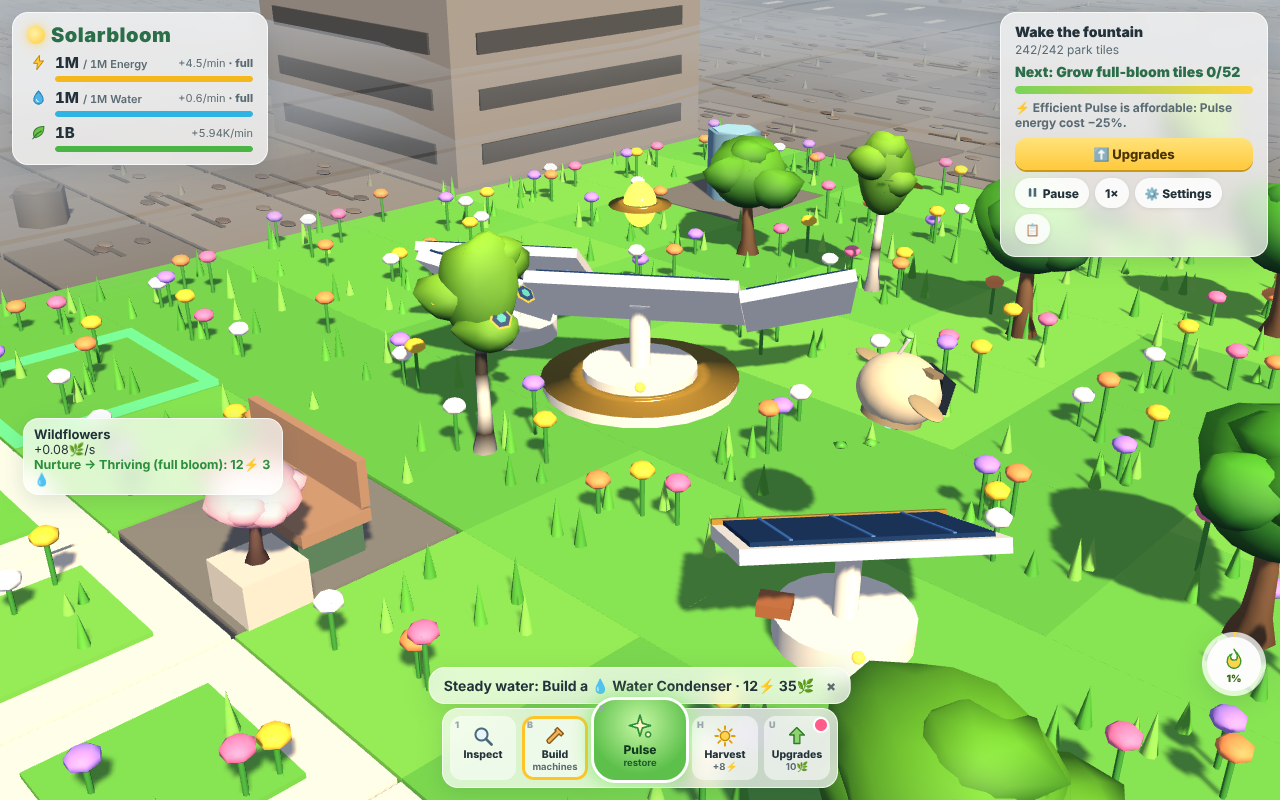 Solarbloom
1M / 1M Energy +4.5/min · full
1M / 1M Water +0.6/min · full
1B +5.94K/min
Wake the fountain
242/242 park tiles
Next: Grow full-bloom tiles 0/52
⚡ Efficient Pulse is affordable: Pulse
energy cost −25%.
⬆️ Upgrades
⏸ Pause
1×
⚙️ Settings
📋
Wildflowers
+0.08🌿/s
Nurture → Thriving (full bloom): 12⚡ 3
💧
1%
Steady water: Build a 💧 Water Condenser · 12⚡ 35🌿 ×
1
Inspect
B
Build
machines
Pulse
restore
H
Harvest
+8⚡
U
Upgrades
10🌿